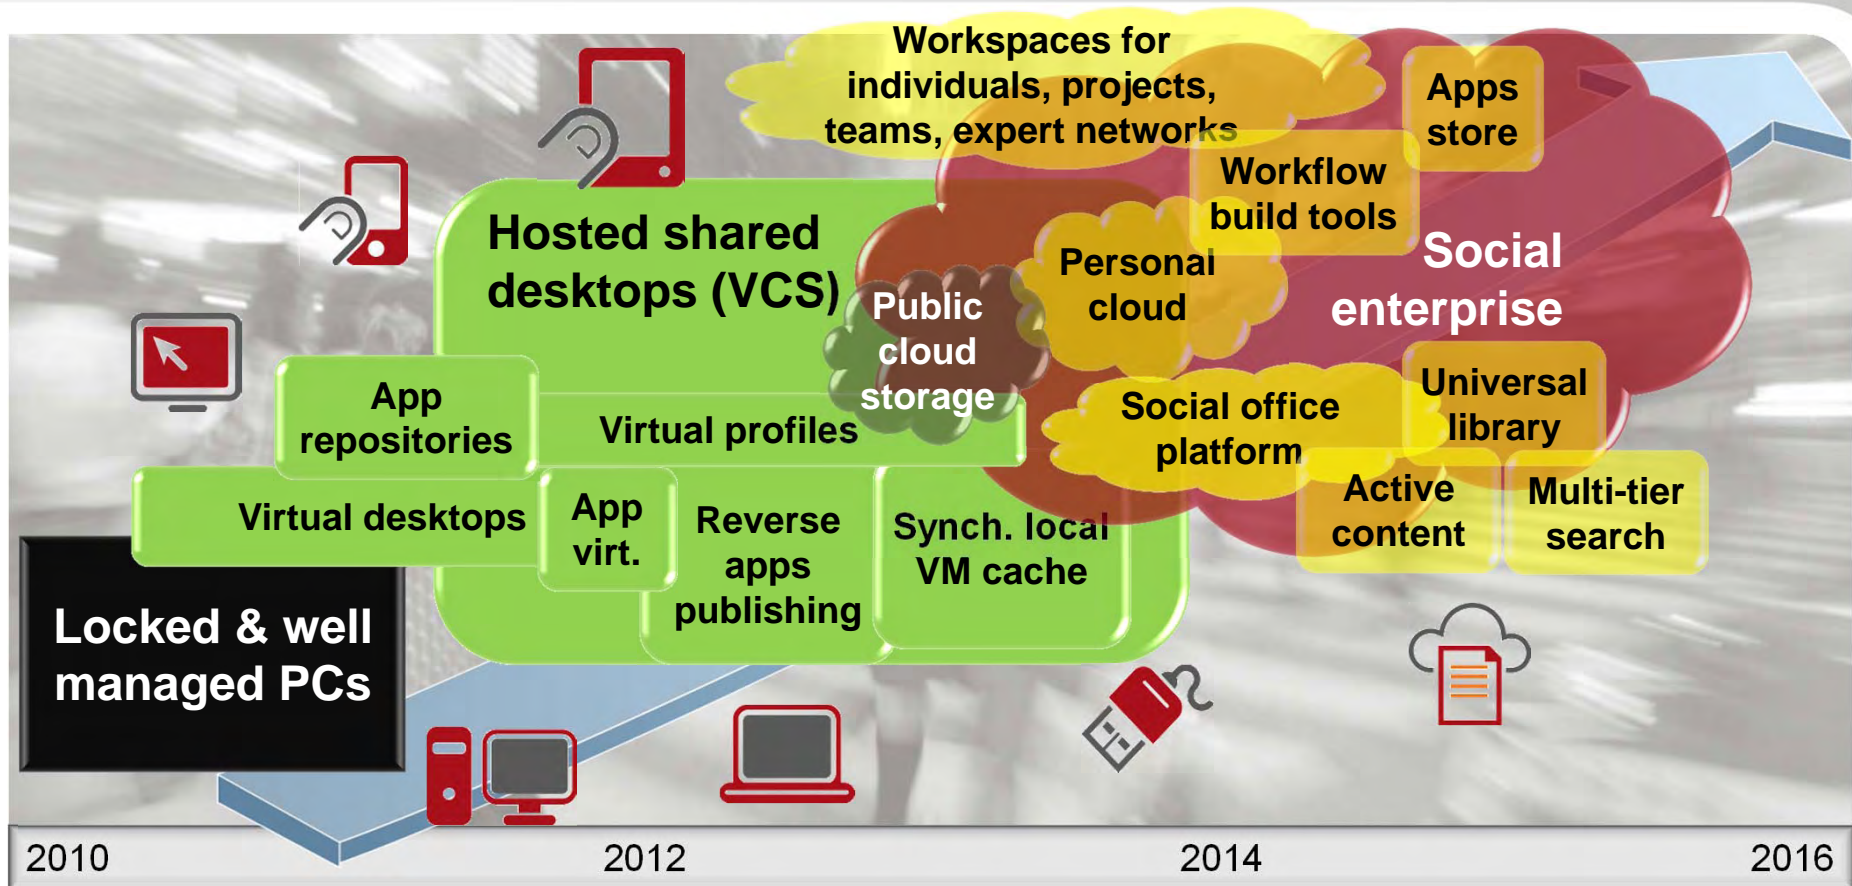 Workspaces for
individuals, projects,
teams, expert networks
Apps
store
Workflow
build tools
Hosted shared
desktops (VCS)
Personal
cloud
Social
enterprise
Public
cloud
storage
App
repositories
Virtual profiles
Social office
platform
Universal
library
Virtual desktops
App
virt.
Reverse
apps
publishing
Synch. local
VM cache
Active
content
Multi-tier
search
Locked & well
managed PCs
2010
2012
2014
2016